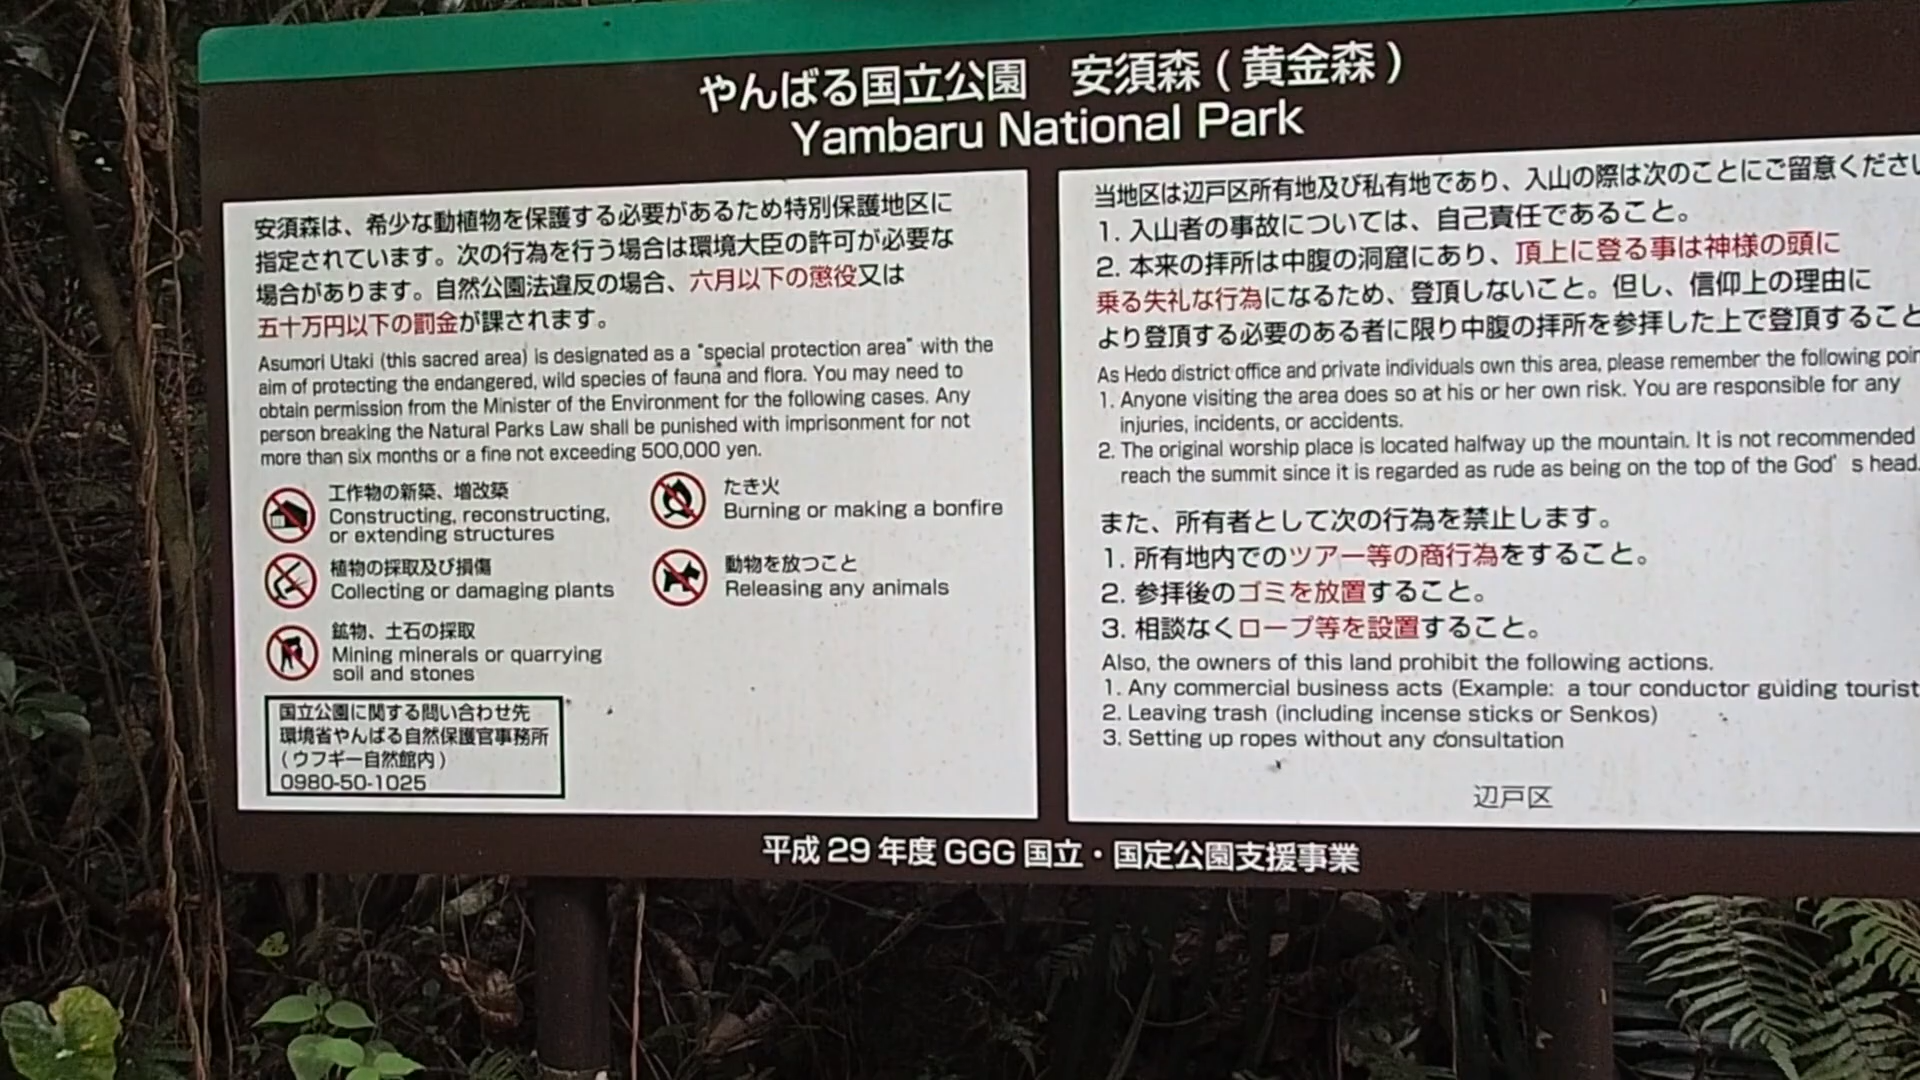 やんばる国立公園　安須森（黄金森）
Yambaru National Park
安須森は、希少な動植物を保護する必要があるため特別保護地区に
指定されています。次の行為を行う場合は環境大臣の許可が必要な
場合があります。自然公園法違反の場合、六月以下の懲役又は
五十万円以下の罰金が課されます。
Asumori Utaki (this sacred area) is designated as a "special protection area" with the
aim of protecting the endangered, wild species of fauna and flora. You may need to
obtain permission from the Minister of the Environment for the following cases. Any
person breaking the Natural Parks Law shall be punished with imprisonment for not
more than six months or a fine not exceeding 500,000 yen.
工作物の新築、増改築
Constructing, reconstructing,
or extending structures
植物の採取及び損傷
Collecting or damaging plants
鉱物、土石の採取
Mining minerals or quarrying
soil and stones
たき火
Burning or making a bonfire
動物を放つこと
Releasing any animals
国立公園に関する問い合わせ先
環境省やんばる自然保護官事務所
（ウフギー自然館内）
0980-50-1025
当地区は辺戸区所有地及び私有地であり、入山の際は次のことにご留意ください
1. 入山者の事故については、自己責任であること。
2. 本来の拝所は中腹の洞窟にあり、頂上に登る事は神様の頭に
乗る失礼な行為になるため、登頂しないこと。但し、信仰上の理由に
より登頂する必要のある者に限り中腹の拝所を参拝した上で登頂すること
As Hedo district office and private individuals own this area, please remember the following
1. Anyone visiting the area does so at his or her own risk. You are responsible for any
injuries, incidents, or accidents.
2. The original worship place is located halfway up the mountain. It is not recommended
reach the summit since it is regarded as rude as being on the top of the God's head.
また、所有者として次の行為を禁止します。
1. 所有地内でのツアー等の商行為をすること。
2. 参拝後のゴミを放置すること。
3. 相談なくロープ等を設置すること。
Also, the owners of this land prohibit the following actions.
1. Any commercial business acts (Example: a tour conductor guiding tourist
2. Leaving trash (including incense sticks or Senkos)
3. Setting up ropes without any consultation
辺戸区
平成29年度GGG国立・国定公園支援事業